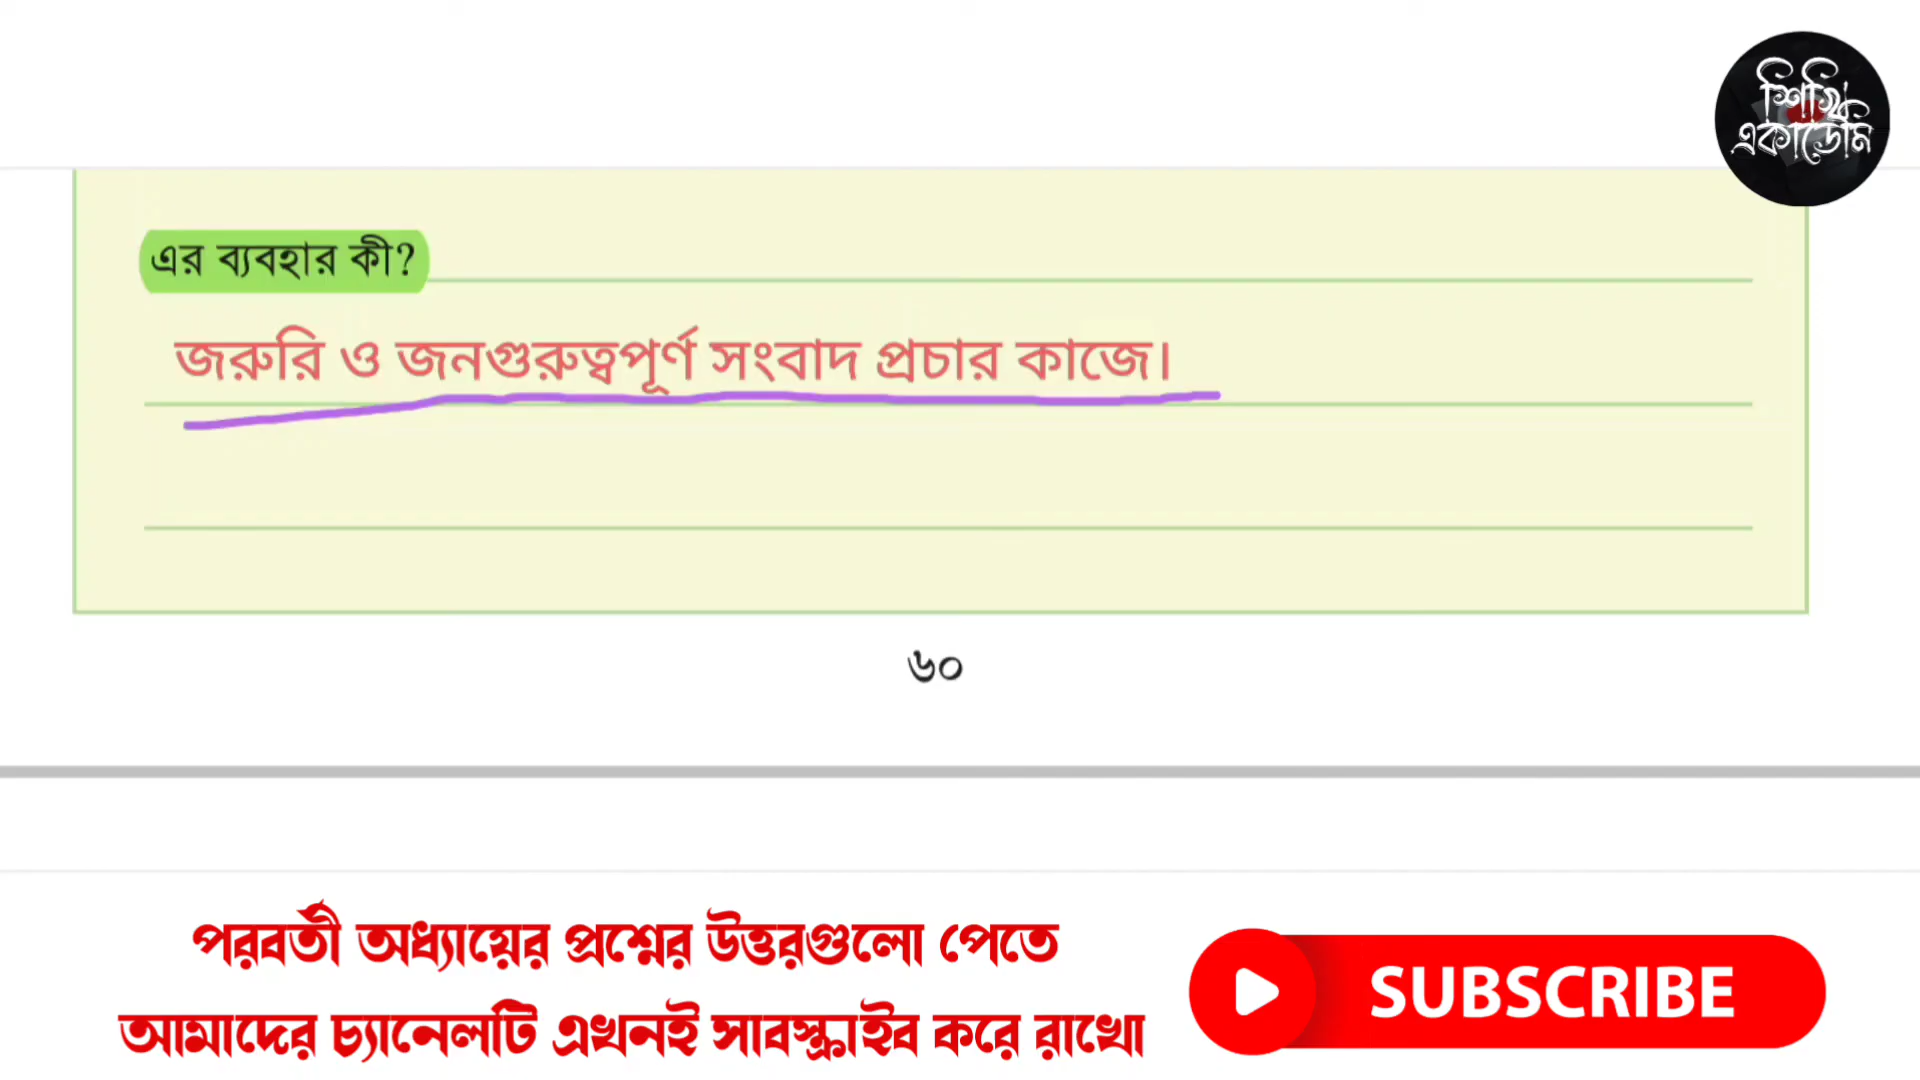 শিখি
একাডেমি
এর ব্যবহার কী?
জরুরি ও জনগুরুত্বপূর্ণ সংবাদ প্রচার কাজে।
৬০
পরবর্তী অধ্যায়ের প্রশ্নের উত্তরগুলো পেতে
আমাদের চ্যানেলটি এখনই সাবস্ক্রাইব করে রাখো
SUBSCRIBE